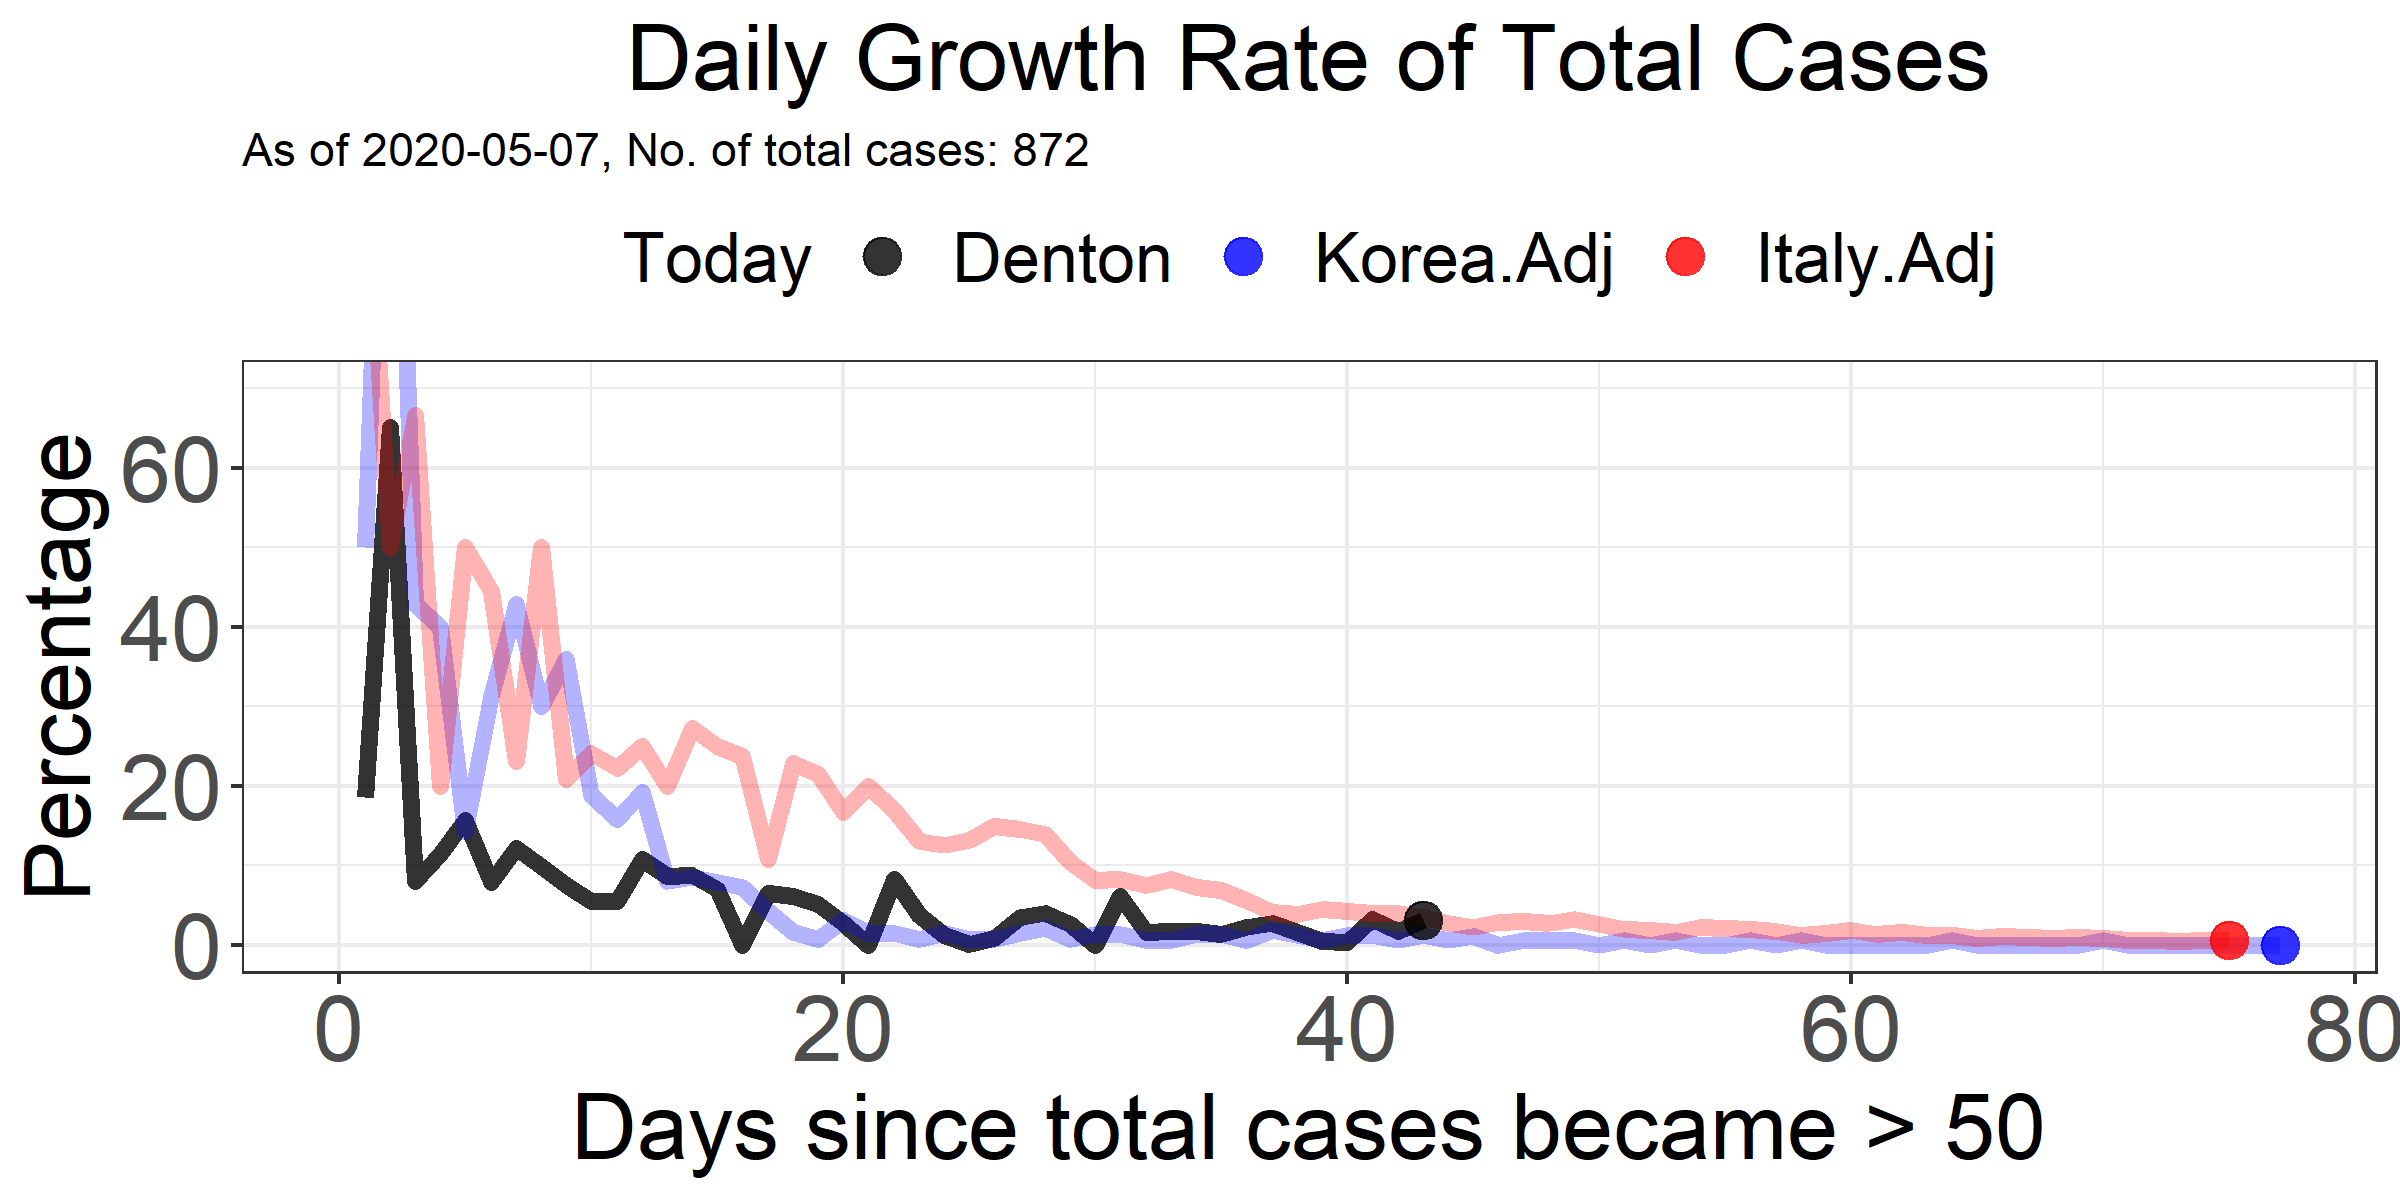 Daily Growth Rate of Total Cases
As of 2020-05-07, No. of total cases: 872
Today Denton Korea.Adj Italy.Adj
Percentage
60
40
20
0
0 20 40 60 80
Days since total cases became > 50